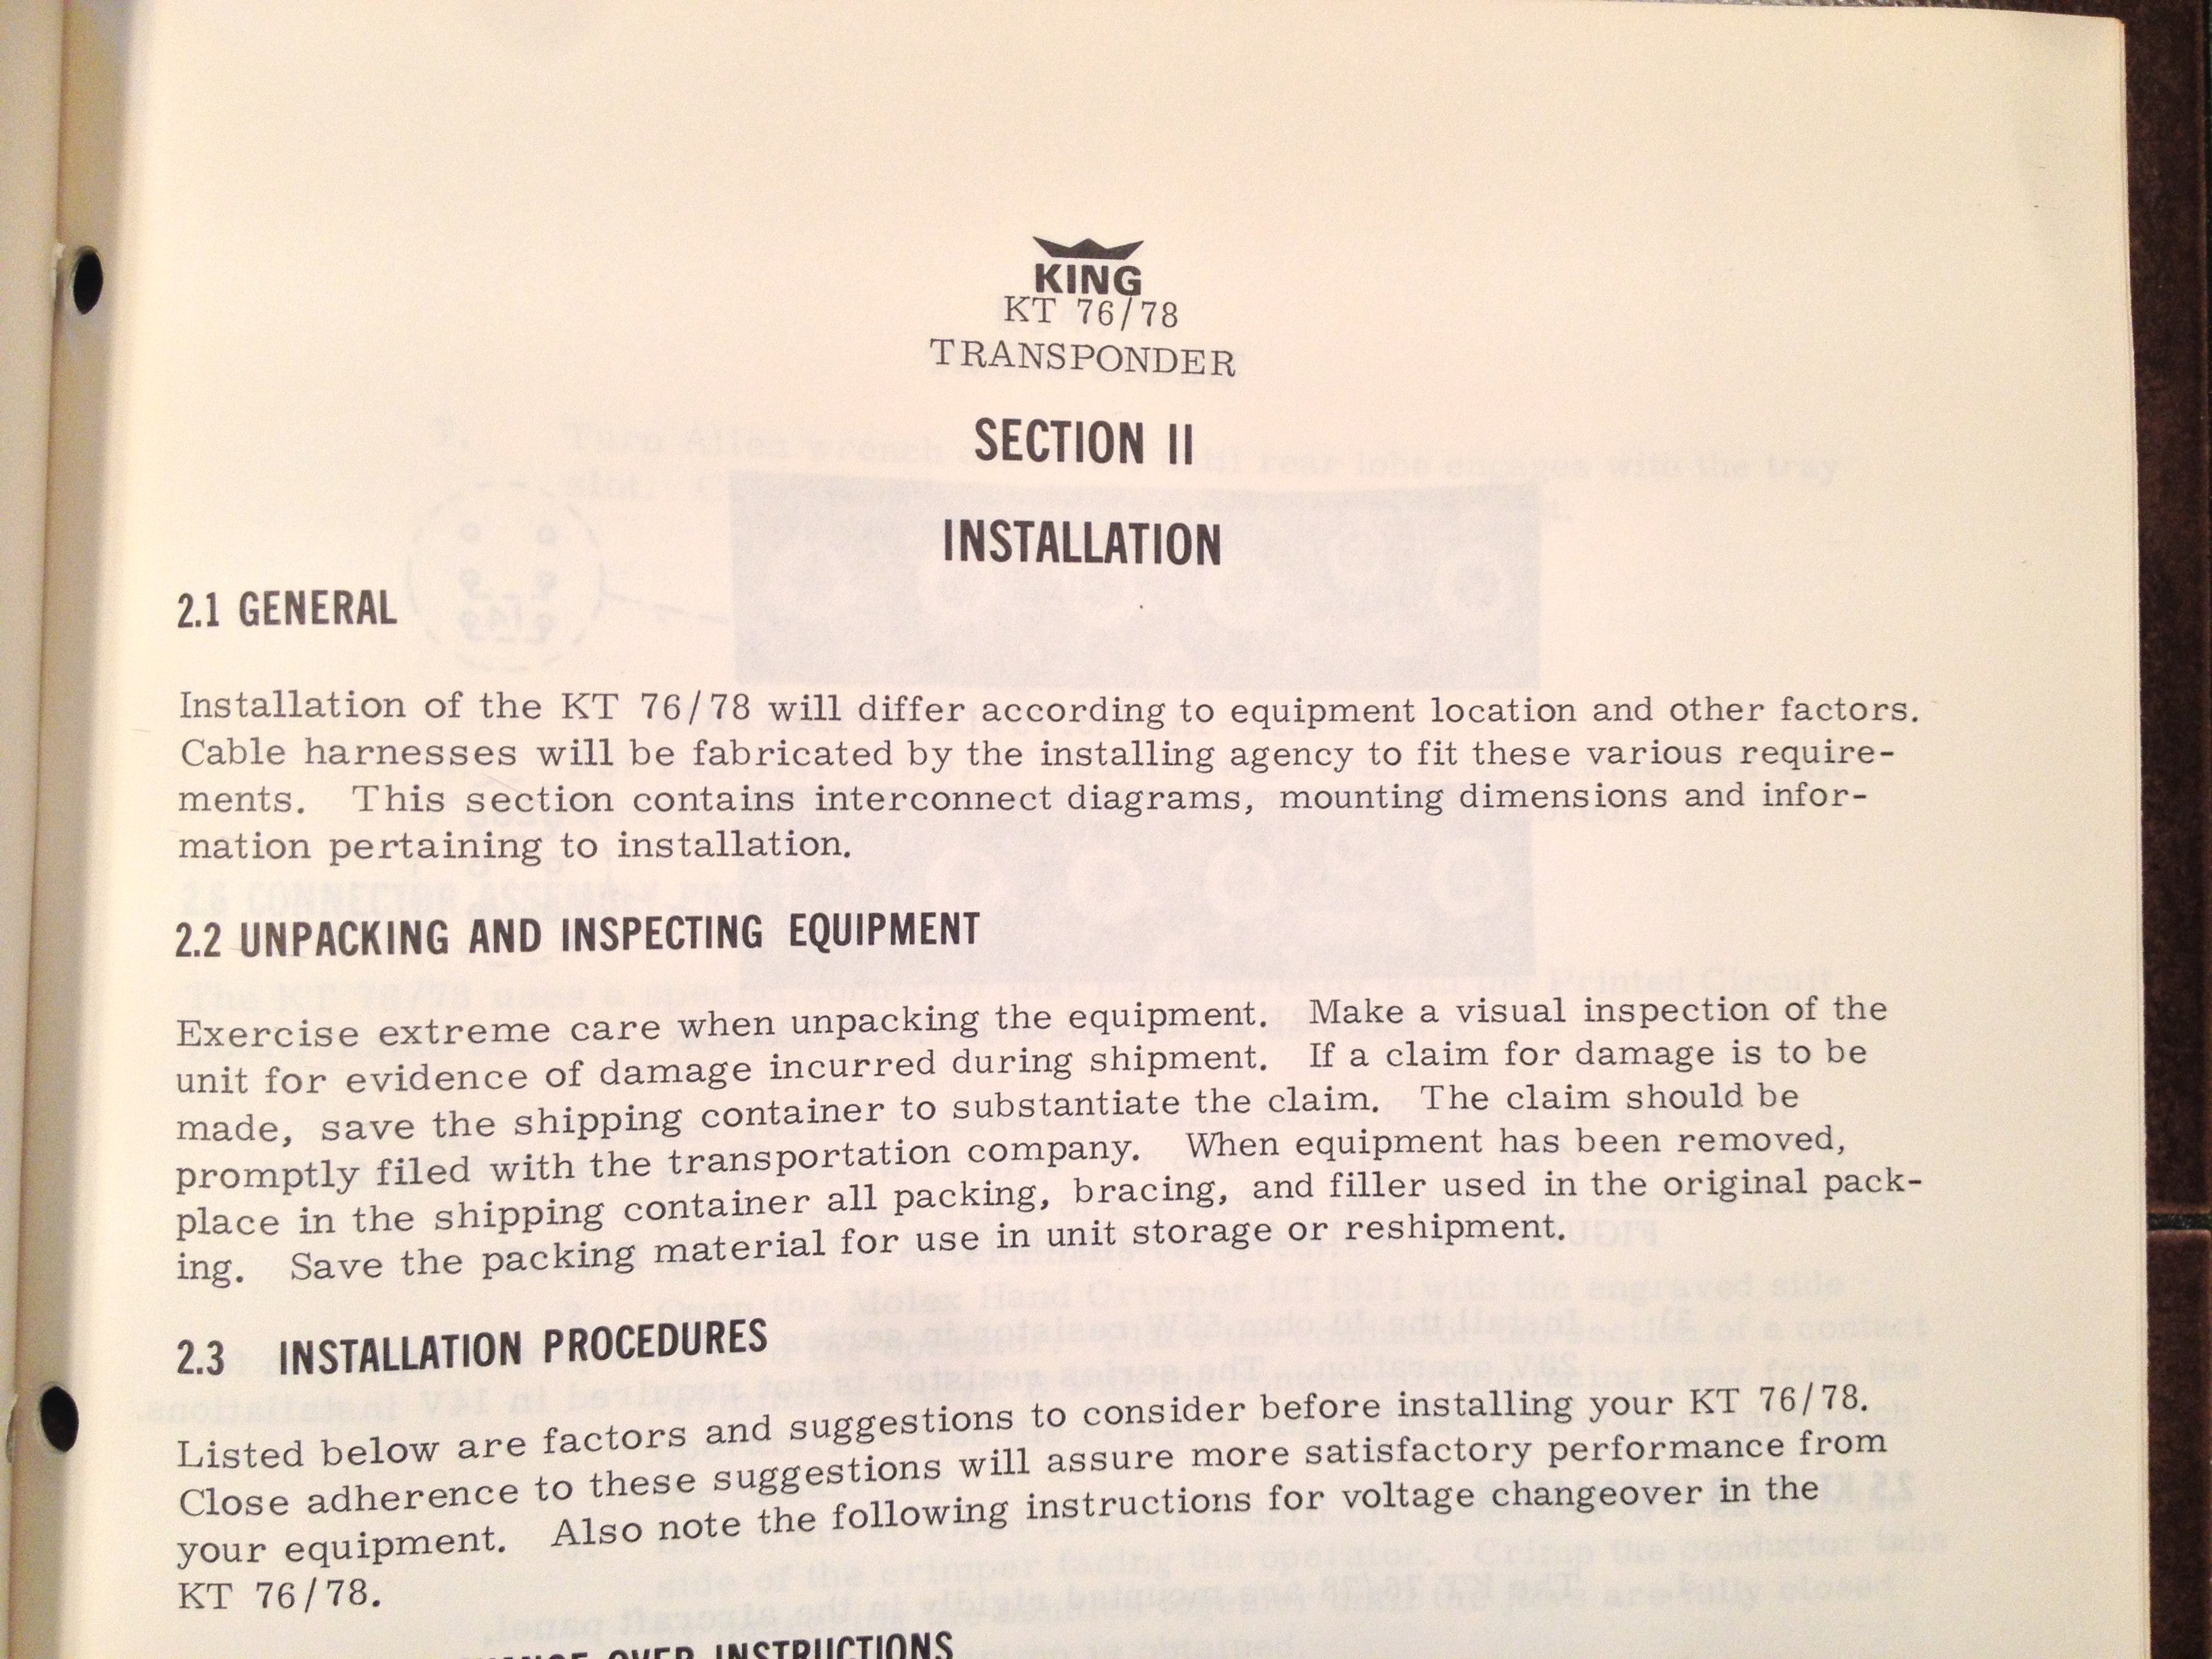 KING
KT 76/78
TRANSPONDER
SECTION II
INSTALLATION
2.1 GENERAL
Installation of the KT 76/78 will differ according to equipment location and other factors.
Cable harnesses will be fabricated by the installing agency to fit these various require-
ments. This section contains interconnect diagrams, mounting dimensions and infor-
mation pertaining to installation.
2.2 UNPACKING AND INSPECTING EQUIPMENT
Exercise extreme care when unpacking the equipment. Make a visual inspection of the
unit for evidence of damage incurred during shipment. If a claim for damage is to be
made, save the shipping container to substantiate the claim. The claim should be
promptly filed with the transportation company. When equipment has been removed,
place in the shipping container all packing, bracing, and filler used in the original pack-
ing. Save the packing material for use in unit storage or reshipment.
2.3 INSTALLATION PROCEDURES
Listed below are factors and suggestions to consider before installing your KT 76/78.
Close adherence to these suggestions will assure more satisfactory performance from
your equipment. Also note the following instructions for voltage changeover in the
KT 76/78.
OVER INSTRUCTIONS